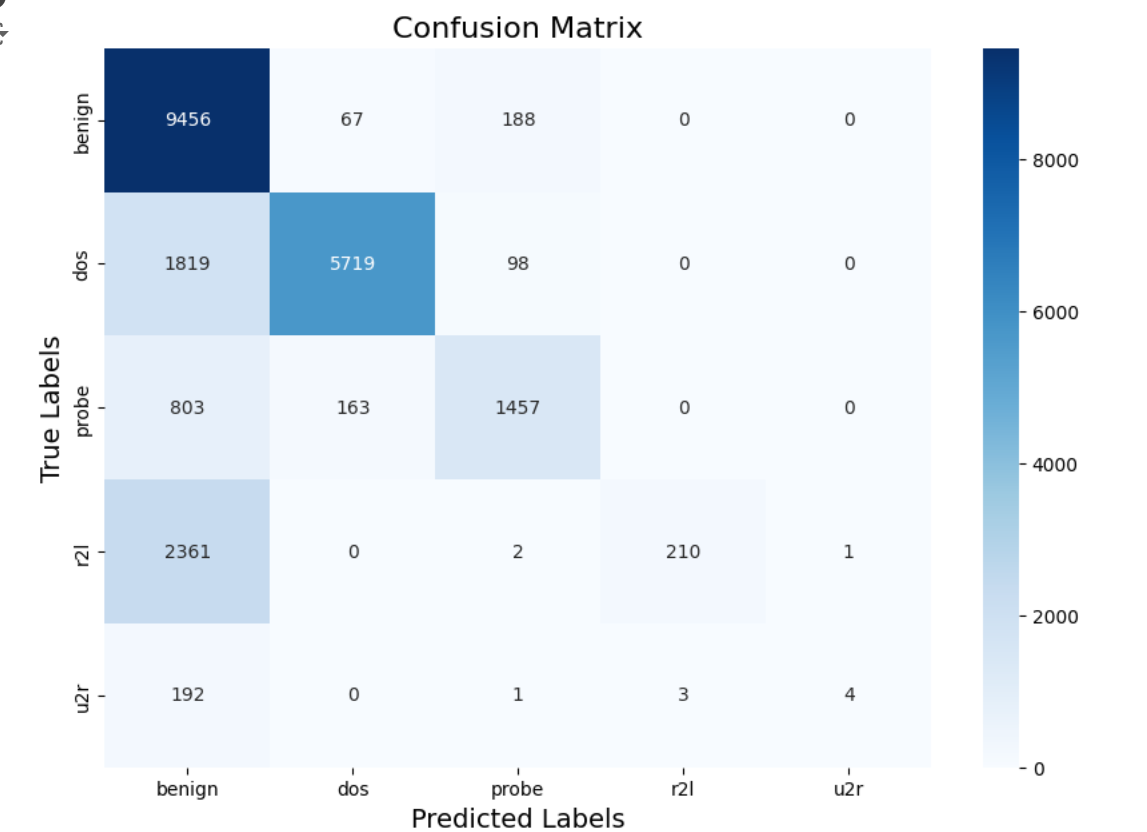 Confusion Matrix
benign 9456 67 188 0 0
dos 1819 5719 98 0 0
probe 803 163 1457 0 0
r2l 2361 0 2 210 1
u2r 192 0 1 3 4
benign dos probe r2l u2r
True Labels
Predicted Labels
8000
6000
4000
2000
0